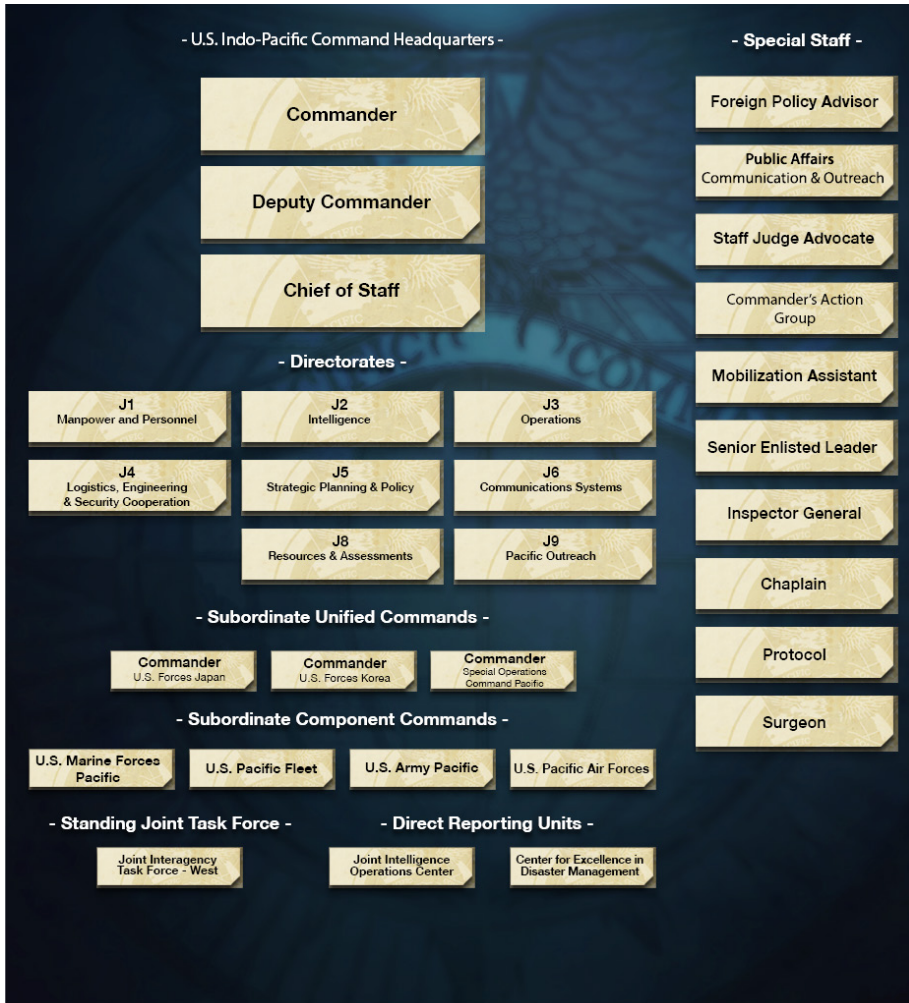 - U.S. Indo-Pacific Command Headquarters -
Commander
Deputy Commander
Chief of Staff
- Directorates -
J1
Manpower and Personnel
J2
Intelligence
J3
Operations
J4
Logistics, Engineering
& Security Cooperation
J5
Strategic Planning & Policy
J6
Communications Systems
J8
Resources & Assessments
J9
Pacific Outreach
- Subordinate Unified Commands -
Commander
U.S. Forces Japan
Commander
U.S. Forces Korea
Commander
Special Operations
Command Pacific
- Subordinate Component Commands -
U.S. Marine Forces
Pacific
U.S. Pacific Fleet
U.S. Army Pacific
U.S. Pacific Air Forces
- Standing Joint Task Force -
Joint Interagency
Task Force - West
- Direct Reporting Units -
Joint Intelligence
Operations Center
Center for Excellence in
Disaster Management
- Special Staff -
Foreign Policy Advisor
Public Affairs
Communication & Outreach
Staff Judge Advocate
Commander's Action
Group
Mobilization Assistant
Senior Enlisted Leader
Inspector General
Chaplain
Protocol
Surgeon